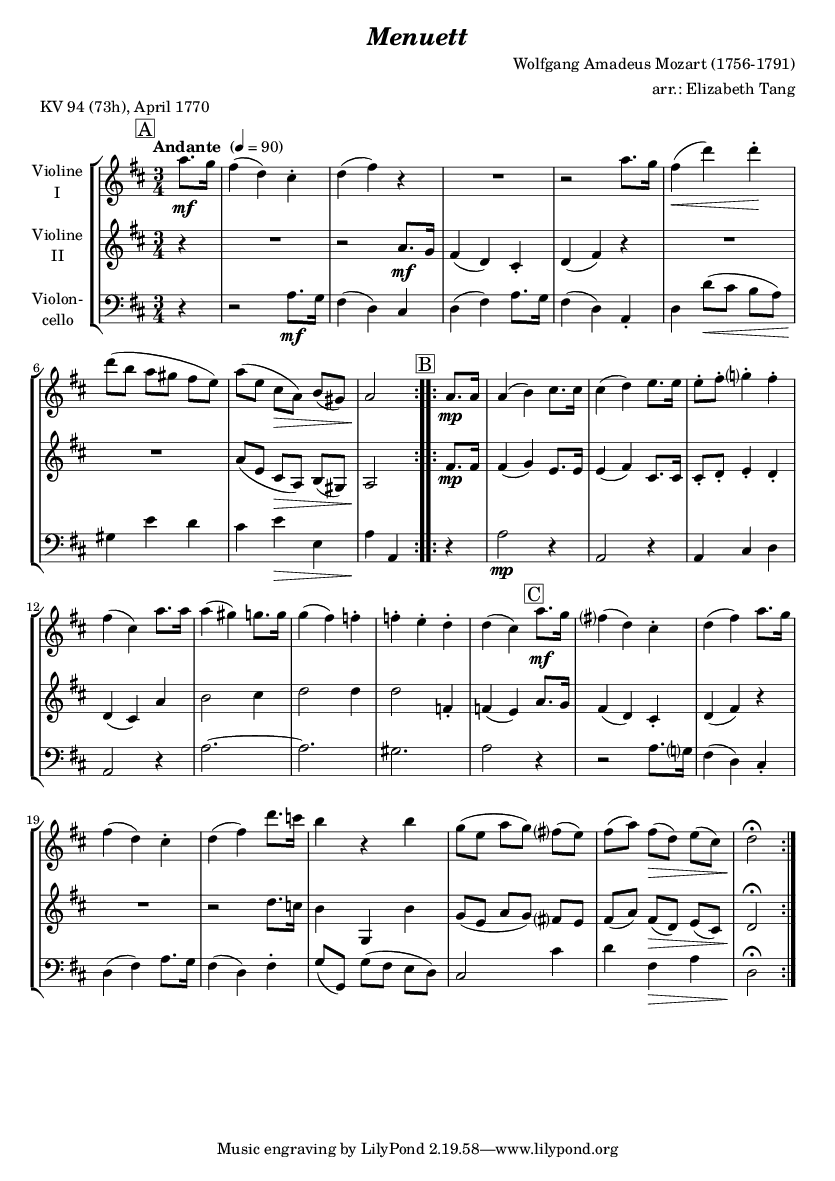 Menuett
Wolfgang Amadeus Mozart (1756-1791)
arr.: Elizabeth Tang
KV 94 (73h), April 1770
A
Andante (♩ = 90)
Violine
I
mf
Violine
II
mf
Violon-
cello
mf
6
B
mp
mp
mp
12
C
mf
19
Music engraving by LilyPond 2.19.58—www.lilypond.org